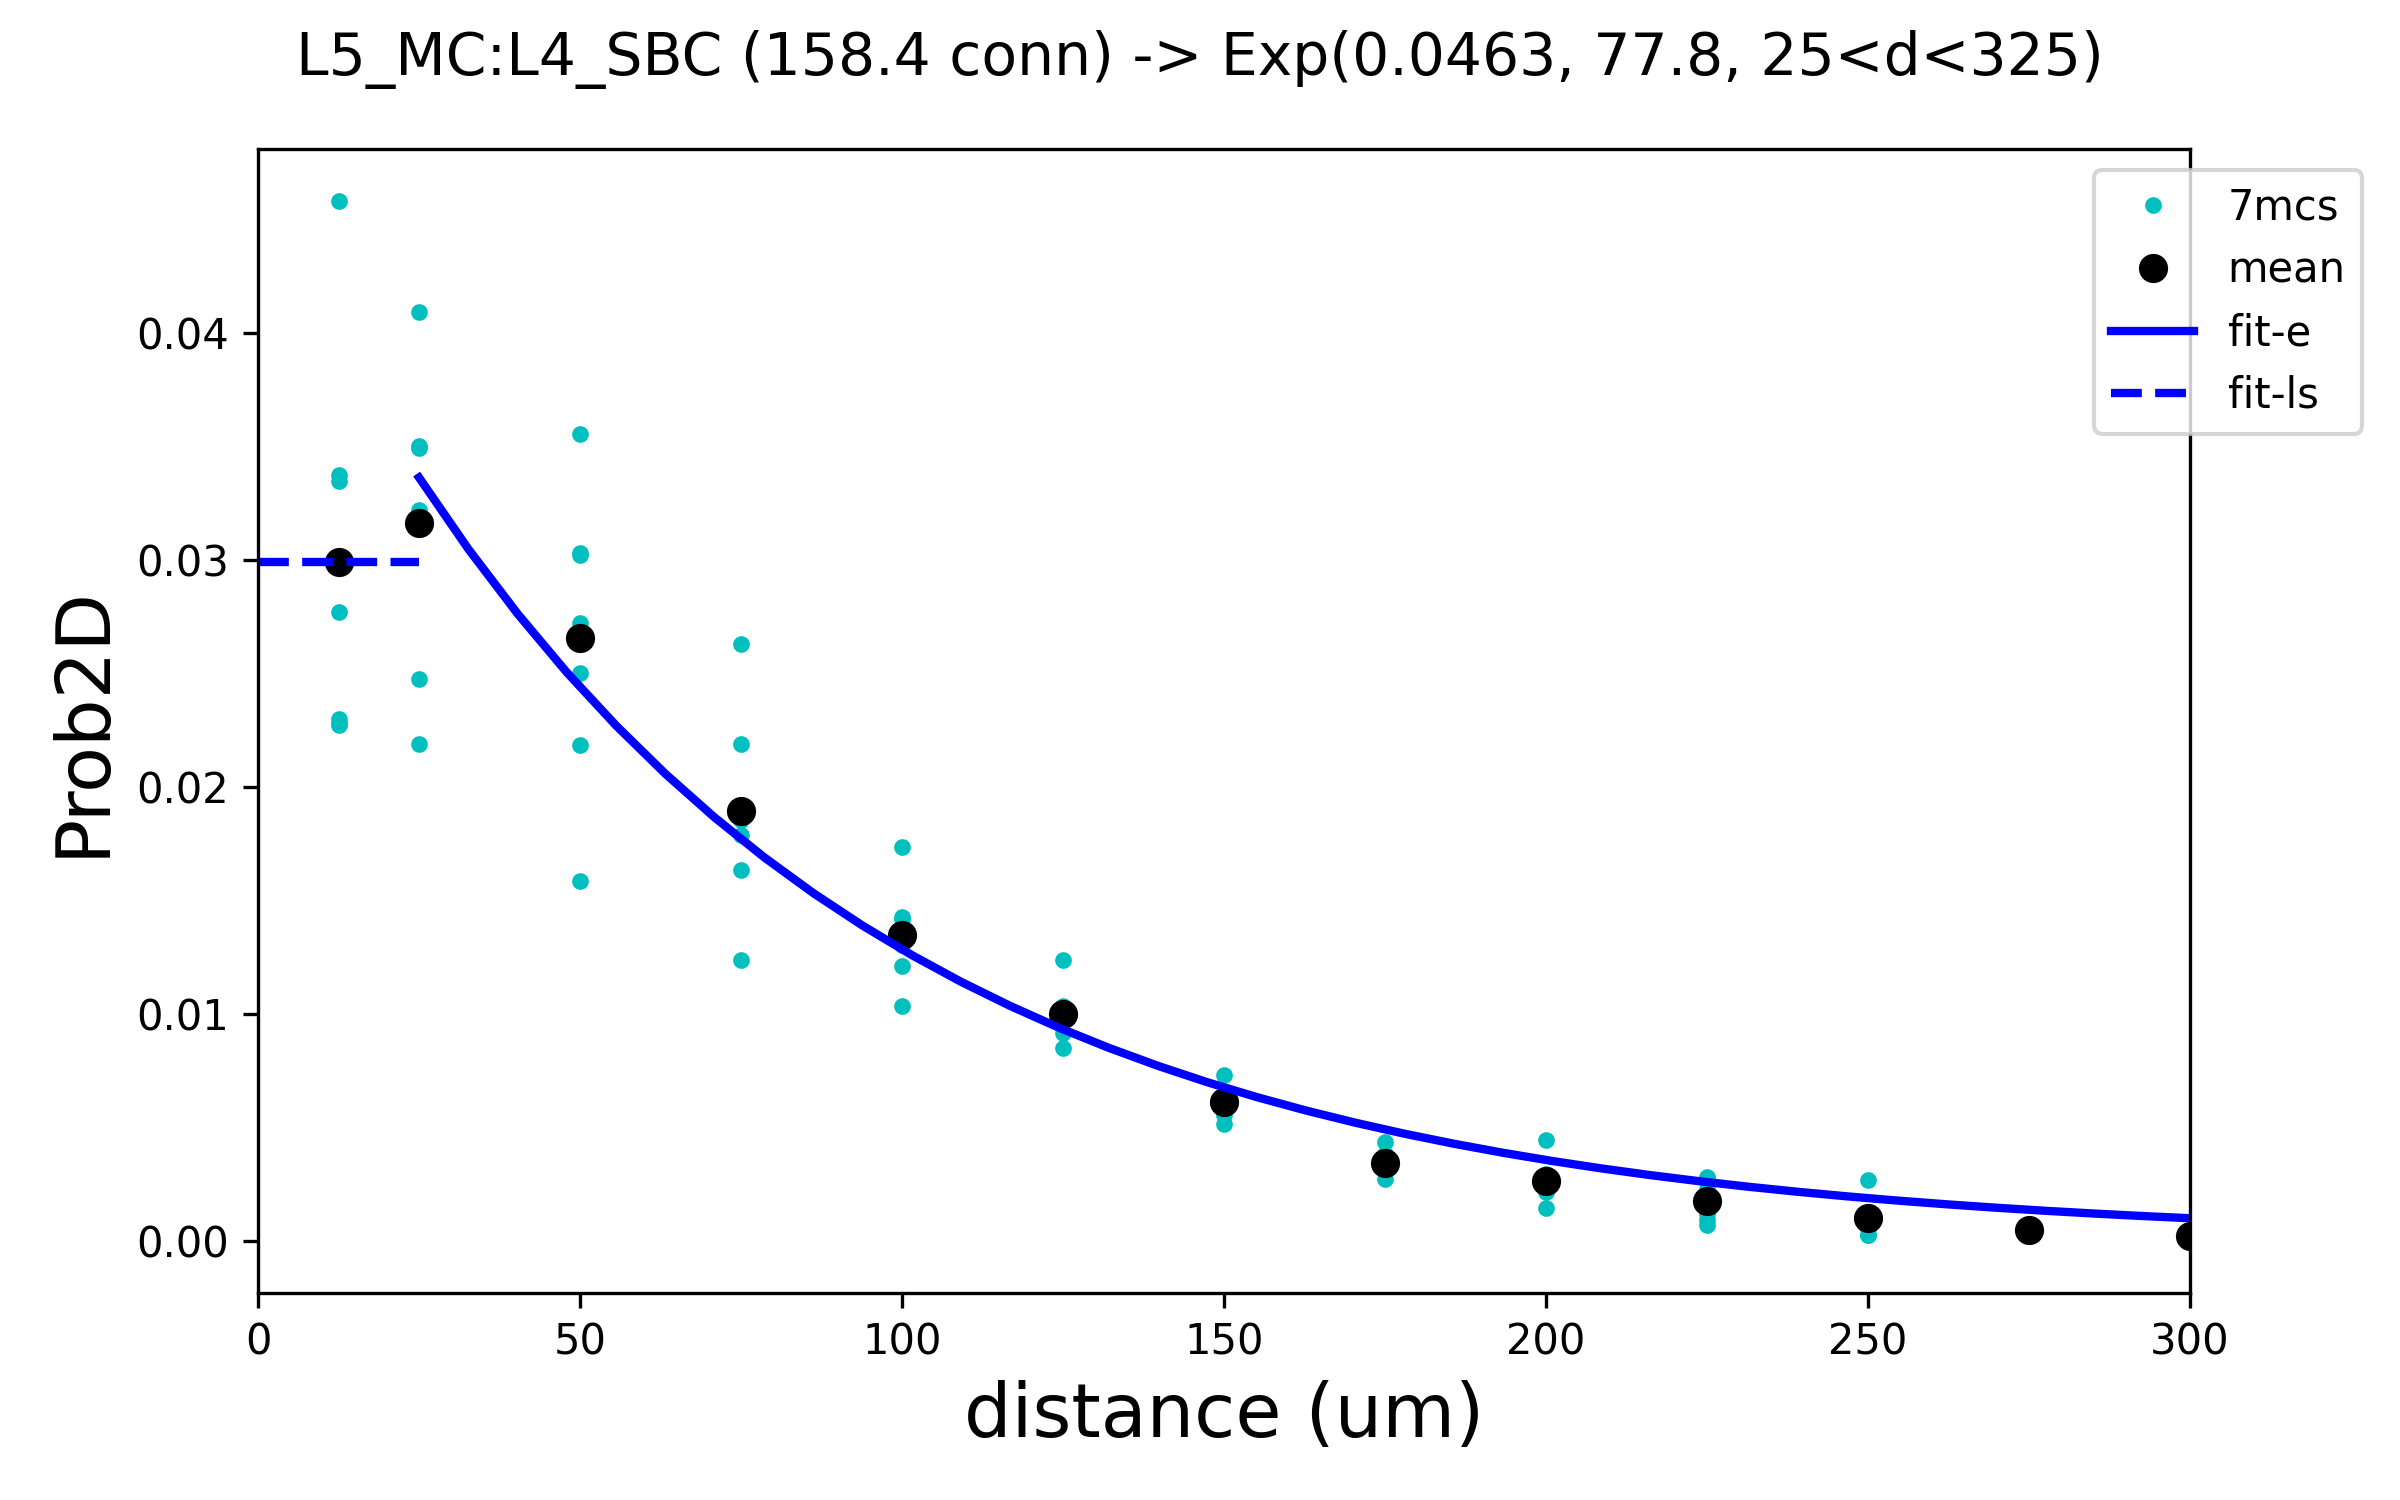 L5_MC:L4_SBC (158.4 conn) -> Exp(0.0463, 77.8, 25<d<325)
7mcs
mean
fit-e
fit-ls
Prob2D
0.04
0.03
0.02
0.01
0.00
0
50
100
150
200
250
300
distance (um)